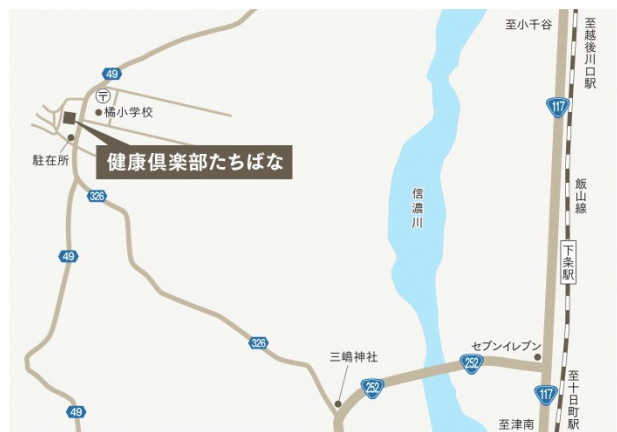 至小千谷
至越後川口駅
49
〒
117
橘小学校
駐在所
健康倶楽部たちばな
飯山線
信濃川
326
下条駅
49
326
セブンイレブン
三嶋神社
252
252
117
至十日町駅
49
至津南